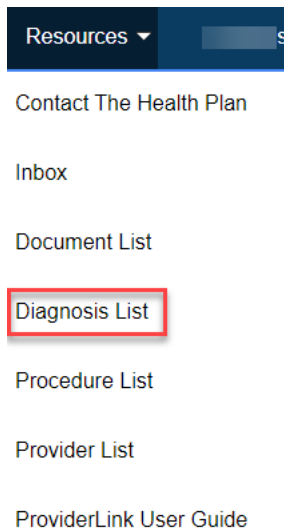 Resources
Contact The Health Plan
Inbox
Document List
Diagnosis List
Procedure List
Provider List
ProviderLink User Guide